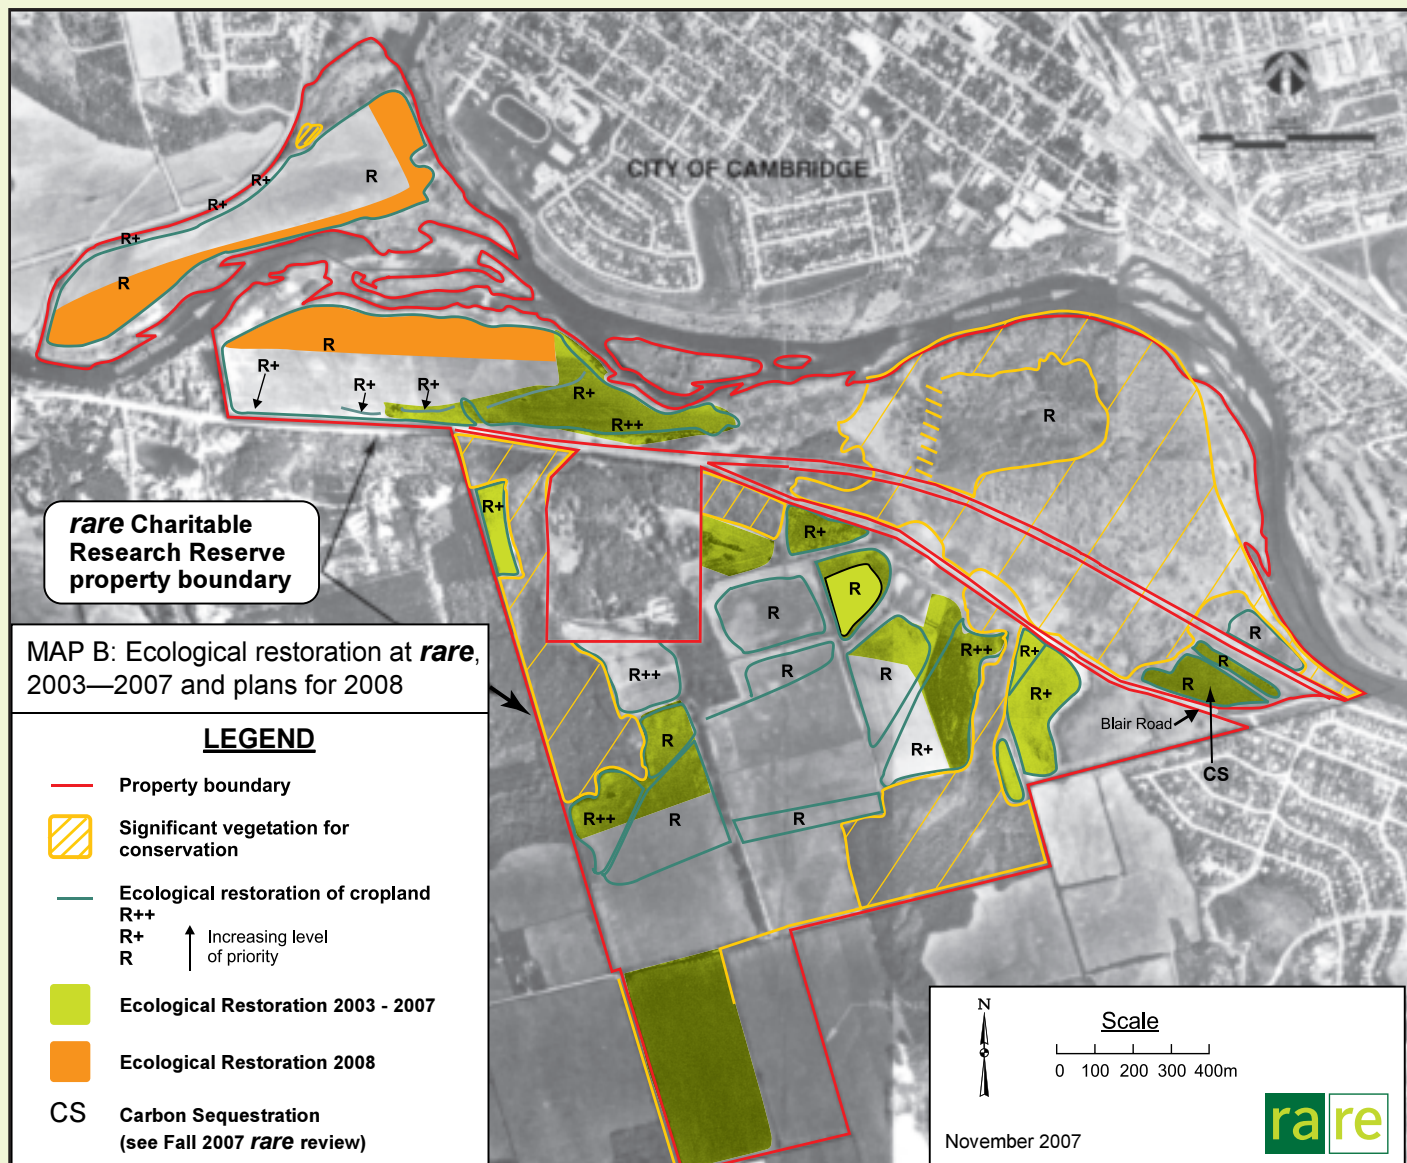 CITY OF CAMBRIDGE
R
R+
R+
R+
R
R
R+
R+
R+
R+
R++
R
rare Charitable
Research Reserve
property boundary
R+
R+
R
R
R
R++
R
R++
R+
R+
R
R
R
R
R+
Blair Road
CS
R
R++
R
R
MAP B: Ecological restoration at rare,
2003—2007 and plans for 2008
LEGEND
Property boundary
Significant vegetation for
conservation
Ecological restoration of cropland
R++
R+
R
Increasing level
of priority
Ecological Restoration 2003 - 2007
Ecological Restoration 2008
CS Carbon Sequestration
(see Fall 2007 rare review)
N
Scale
0 100 200 300 400m
November 2007
rare